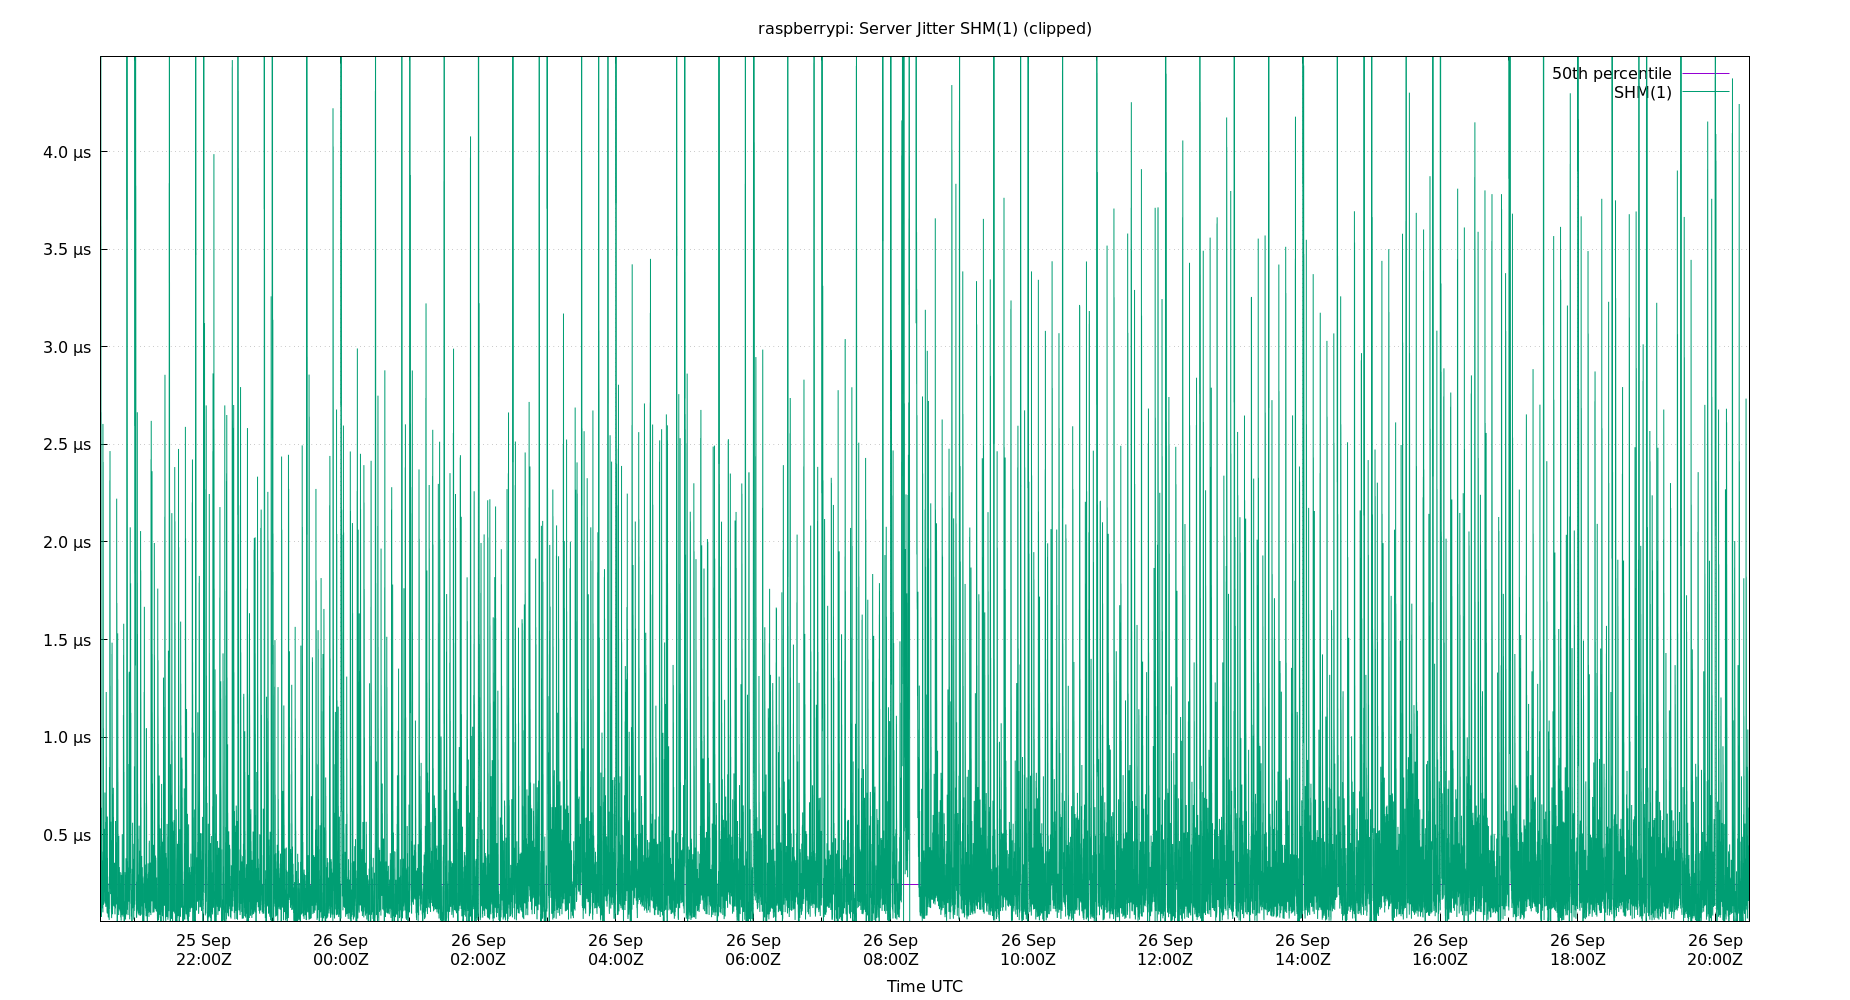 raspberrypi: Server Jitter SHM(1) (clipped)
50th percentile
SHM(1)
4.0 µs
3.5 µs
3.0 µs
2.5 µs
2.0 µs
1.5 µs
1.0 µs
0.5 µs
25 Sep 26 Sep 26 Sep 26 Sep 26 Sep 26 Sep 26 Sep 26 Sep 26 Sep 26 Sep 26 Sep 26 Sep
22:00Z 00:00Z 02:00Z 04:00Z 06:00Z 08:00Z 10:00Z 12:00Z 14:00Z 16:00Z 18:00Z 20:00Z
Time UTC